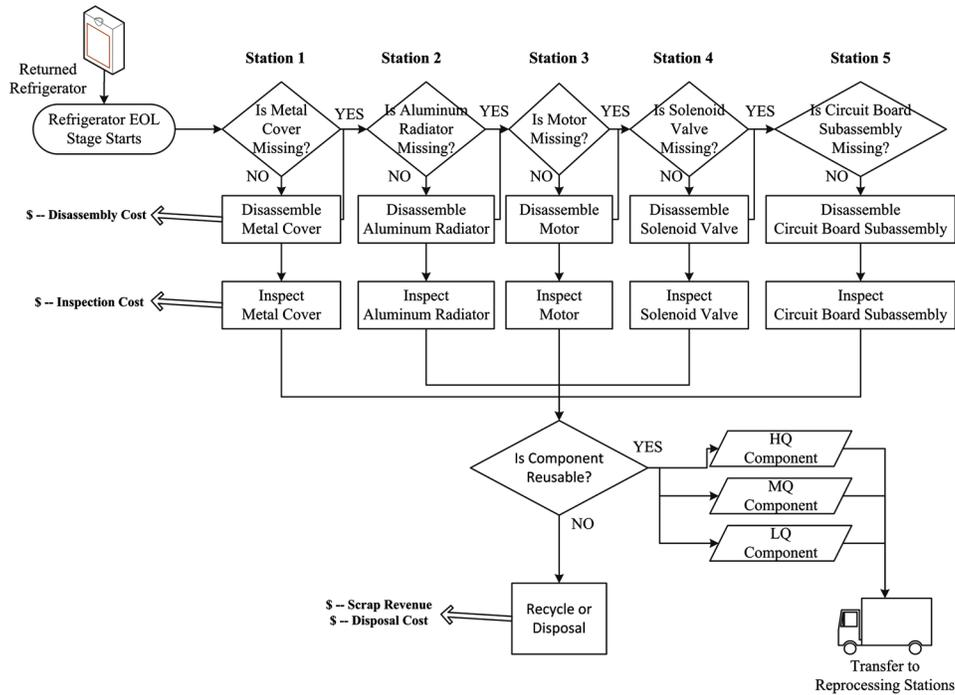 Returned
Refrigerator
Refrigerator EOL
Stage Starts
Station 1
Station 2
Station 3
Station 4
Station 5
Is Metal
Cover
Missing?
YES
NO
Is Aluminum
Radiator
Missing?
YES
NO
Is Motor
Missing?
YES
NO
Is Solenoid
Valve
Missing?
YES
NO
Is Circuit Board
Subassembly
Missing?
NO
$ -- Disassembly Cost
Disassemble
Metal Cover
Disassemble
Aluminum Radiator
Disassemble
Motor
Disassemble
Solenoid Valve
Disassemble
Circuit Board Subassembly
$ -- Inspection Cost
Inspect
Metal Cover
Inspect
Aluminum Radiator
Inspect
Motor
Inspect
Solenoid Valve
Inspect
Circuit Board Subassembly
Is Component
Reusable?
YES
NO
HQ
Component
MQ
Component
LQ
Component
$ -- Scrap Revenue
$ -- Disposal Cost
Recycle or
Disposal
Transfer to
Reprocessing Stations